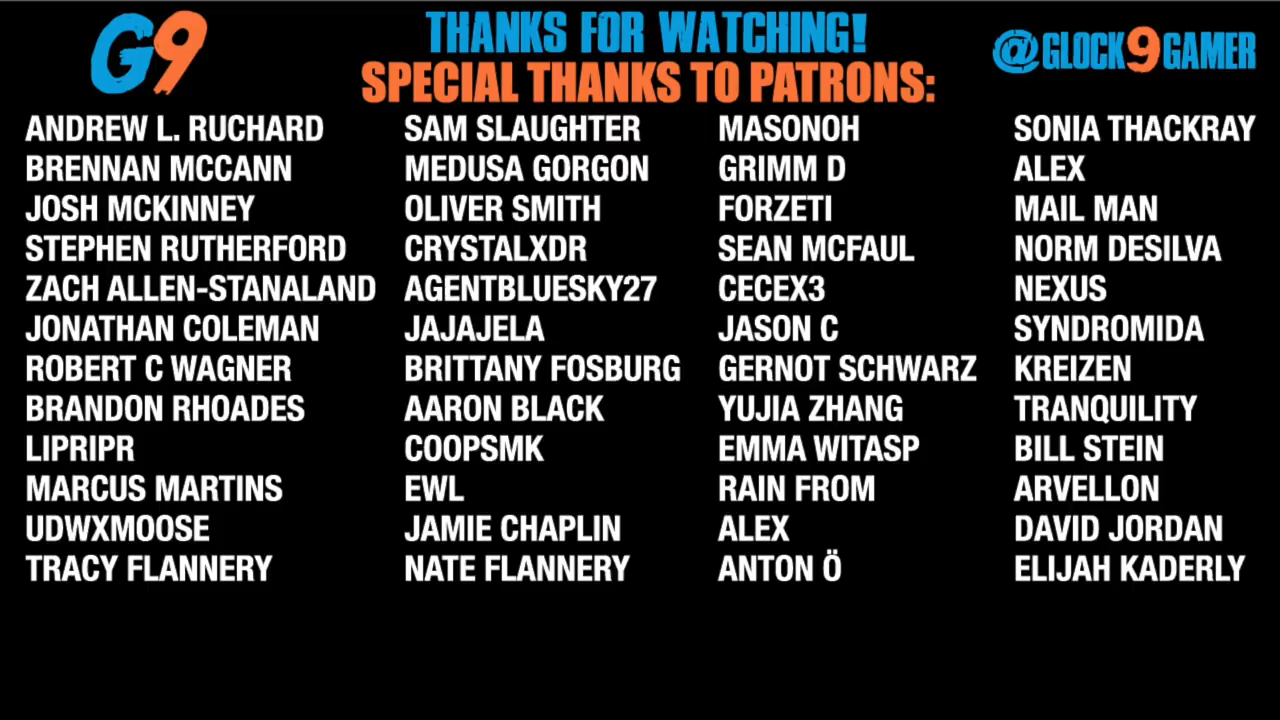 G9
THANKS FOR WATCHING!
SPECIAL THANKS TO PATRONS:
@GLOCK9GAMER
ANDREW L. RUCHARD
BRENNAN MCCANN
JOSH MCKINNEY
STEPHEN RUTHERFORD
ZACH ALLEN-STANALAND
JONATHAN COLEMAN
ROBERT C WAGNER
BRANDON RHOADES
LIPRIPR
MARCUS MARTINS
UDWXMOOSE
TRACY FLANNERY
SAM SLAUGHTER
MEDUSA GORGON
OLIVER SMITH
CRYSTALXDR
AGENTBLUESKY27
JAJAJELA
BRITTANY FOSBURG
AARON BLACK
COOPSMK
EWL
JAMIE CHAPLIN
NATE FLANNERY
MASONOH
GRIMM D
FORZETI
SEAN MCFAUL
CECEX3
JASON C
GERNOT SCHWARZ
YUJIA ZHANG
EMMA WITASP
RAIN FROM
ALEX
ANTON Ö
SONIA THACKRAY
ALEX
MAIL MAN
NORM DESILVA
NEXUS
SYNDROMIDA
KREIZEN
TRANQUILITY
BILL STEIN
ARVELLON
DAVID JORDAN
ELIJAH KADERLY